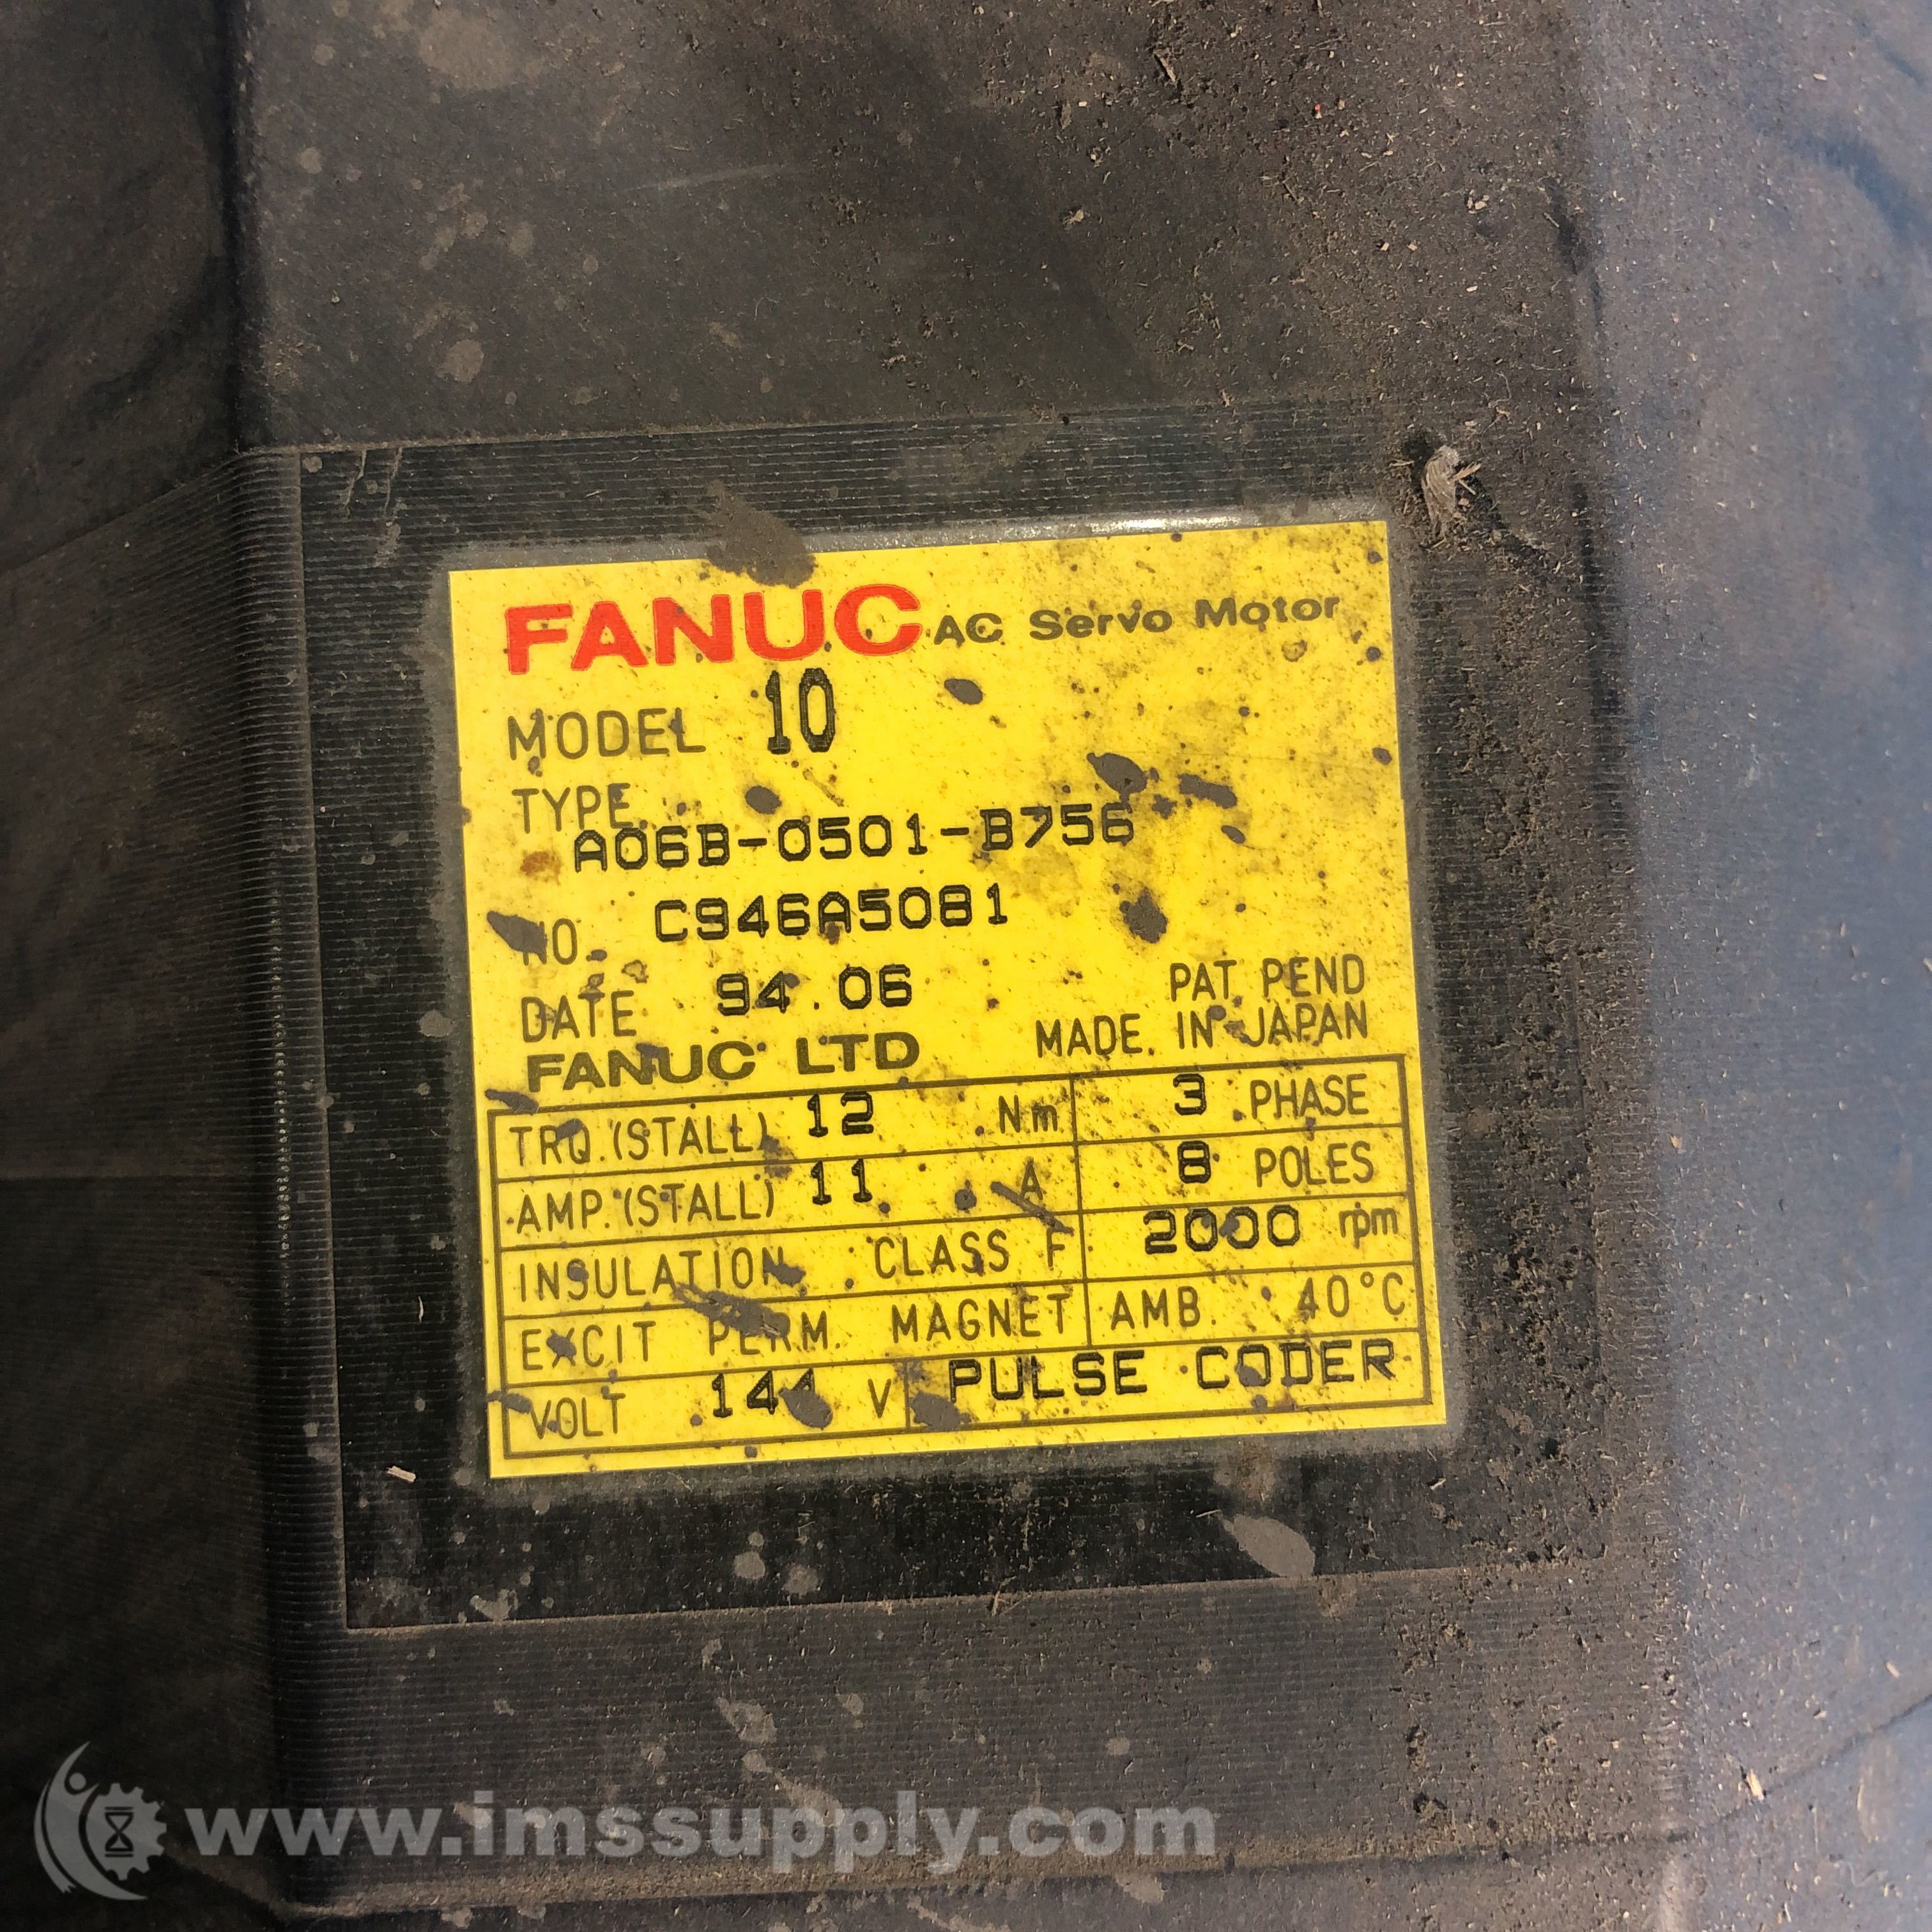 FANUC AC Servo Motor
MODEL 10
TYPE
A06B-0501-B756
NO. C946A5081
DATE 94.06
PAT. PEND
FANUC LTD MADE IN JAPAN
TRQ.(STALL) 12 Nm 3 PHASE
AMP.(STALL) 11 A 8 POLES
INSULATION CLASS F 2000 rpm
EXCIT PERM. MAGNET AMB. 40°C
VOLT 144 V PULSE CODER
www.imssupply.com